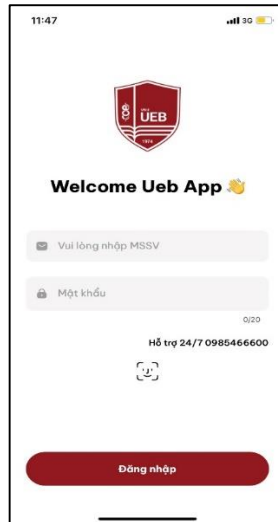 11:47
3G
UEB
1974
Welcome Ueb App 👋
Vui lòng nhập MSSV
Mật khẩu
0/20
Hỗ trợ 24/7 0985466600
Đăng nhập